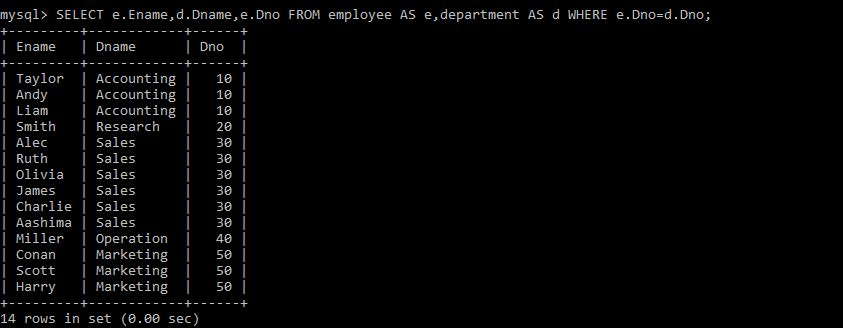 mysql> SELECT e.Ename,d.Dname,e.Dno FROM employee AS e,department AS d WHERE e.Dno=d.Dno;
+---------+------------+------+
| Ename   | Dname      | Dno  |
+---------+------------+------+
| Taylor  | Accounting |   10 |
| Andy    | Accounting |   10 |
| Liam    | Accounting |   10 |
| Smith   | Research   |   20 |
| Alec    | Sales      |   30 |
| Ruth    | Sales      |   30 |
| Olivia  | Sales      |   30 |
| James   | Sales      |   30 |
| Charlie | Sales      |   30 |
| Aashima | Sales      |   30 |
| Miller  | Operation  |   40 |
| Conan   | Marketing  |   50 |
| Scott   | Marketing  |   50 |
| Harry   | Marketing  |   50 |
+---------+------------+------+
14 rows in set (0.00 sec)